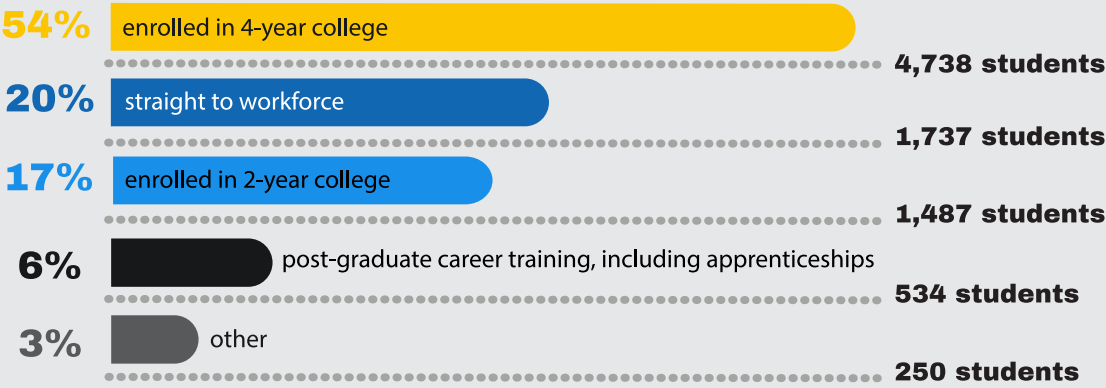 54% enrolled in 4-year college
4,738 students
20% straight to workforce
1,737 students
17% enrolled in 2-year college
1,487 students
6% post-graduate career training, including apprenticeships
534 students
3% other
250 students